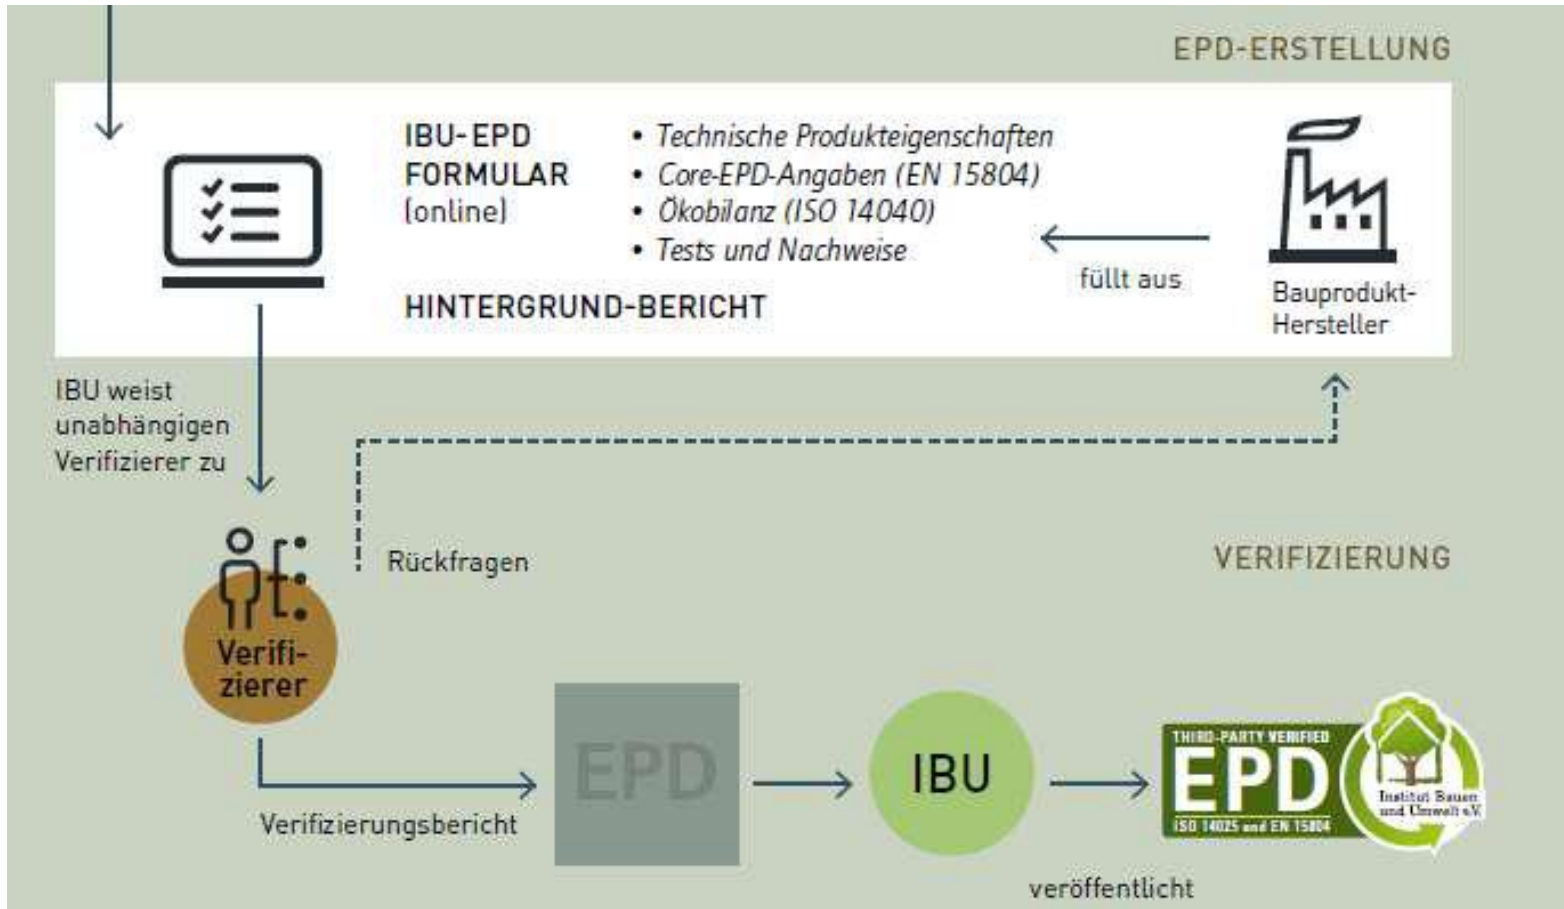 EPD-ERSTELLUNG
IBU-EPD
FORMULAR
(online)
• Technische Produkteigenschaften
• Core-EPD-Angaben (EN 15804)
• Ökobilanz (ISO 14040)
• Tests und Nachweise
HINTERGRUND-BERICHT
füllt aus
Bauprodukt-
Hersteller
IBU weist
unabhängigen
Verifizierer zu
Rückfragen
VERIFIZIERUNG
Verifi-
zierer
Verifizierungsbericht
EPD
IBU
veröffentlicht
THIRD-PARTY VERIFIED
EPD
ISO 14025 and EN 15804
Institut Bauen
und Umwelt e.V.